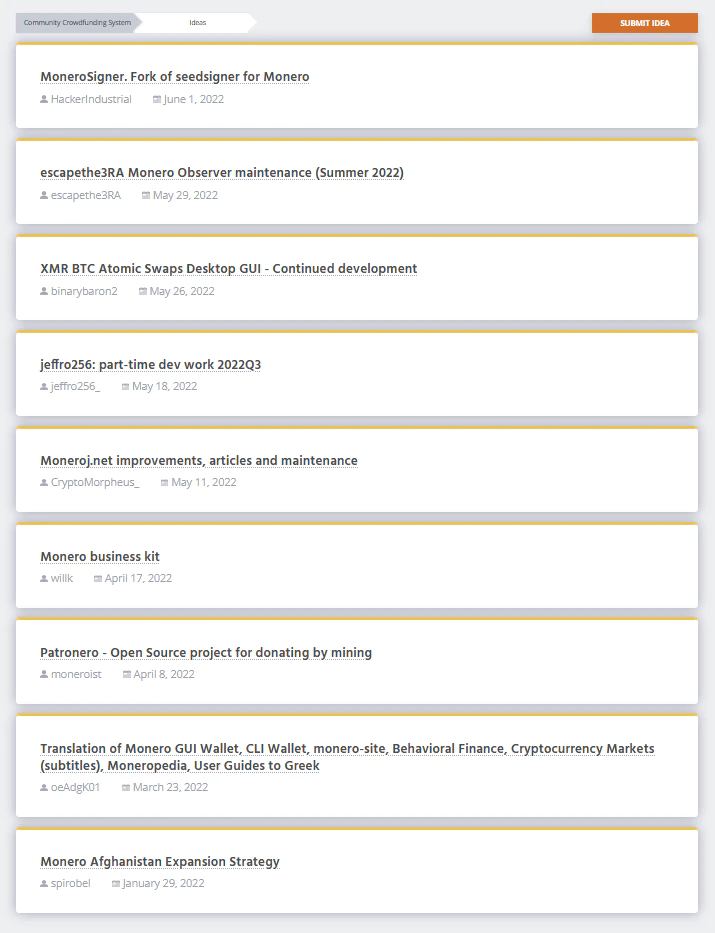 Community Crowdfunding System Ideas SUBMIT IDEA
MoneroSigner. Fork of seedsigner for Monero
HackerIndustrial June 1, 2022
escapethe3RA Monero Observer maintenance (Summer 2022)
escapethe3RA May 29, 2022
XMR BTC Atomic Swaps Desktop GUI - Continued development
binarybaron2 May 26, 2022
jeffro256: part-time dev work 2022Q3
jeffro256_ May 18, 2022
Moneroj.net improvements, articles and maintenance
CryptoMorpheus_ May 11, 2022
Monero business kit
willk April 17, 2022
Patronero - Open Source project for donating by mining
moneroist April 8, 2022
Translation of Monero GUI Wallet, CLI Wallet, monero-site, Behavioral Finance, Cryptocurrency Markets
(subtitles), Moneropedia, User Guides to Greek
oeAdgK01 March 23, 2022
Monero Afghanistan Expansion Strategy
spirobel January 29, 2022